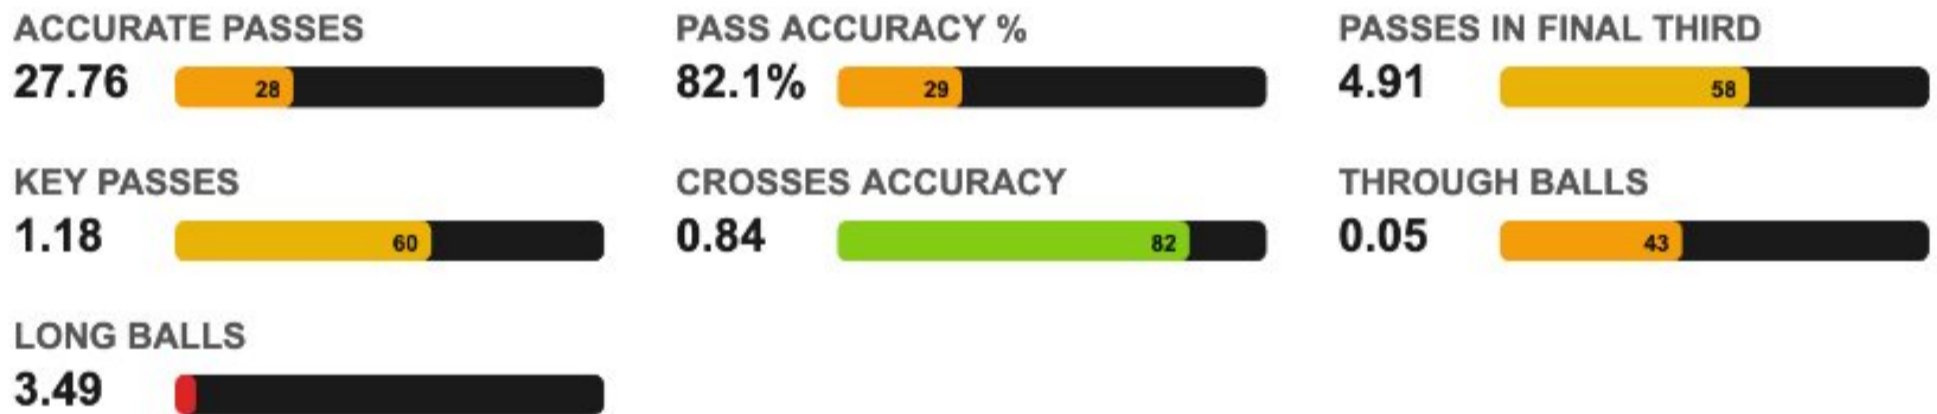 ACCURATE PASSES
27.76 28
PASS ACCURACY %
82.1% 29
PASSES IN FINAL THIRD
4.91 58
KEY PASSES
1.18 60
CROSSES ACCURACY
0.84 82
THROUGH BALLS
0.05 43
LONG BALLS
3.49